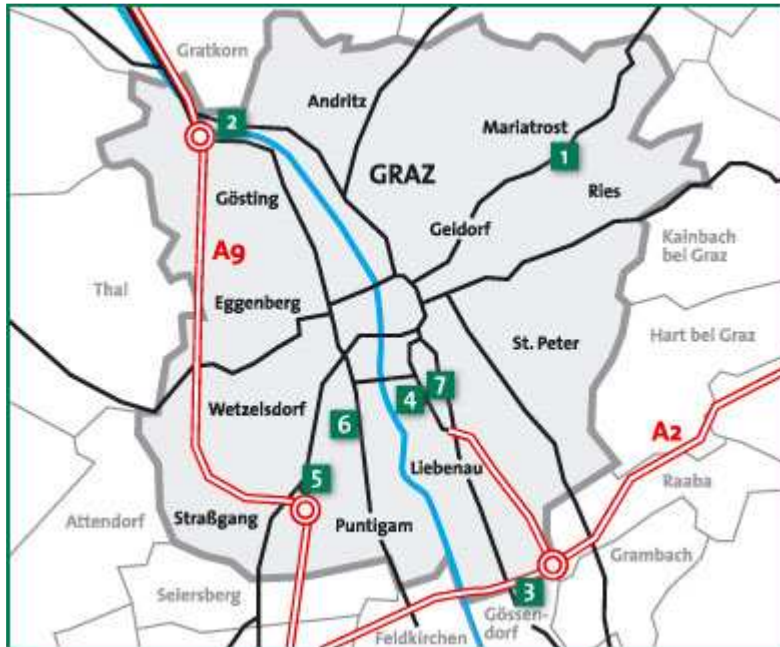 Gratkorn
Andritz
2
Mariatrost
1
GRAZ
Ries
Gösting
Geidorf
Kainbach
bei Graz
A9
Thal
Eggenberg
Hart bei Graz
St. Peter
7
4
Wetzelsdorf
6
A2
Liebenau
5
Raaba
Straßgang
Attendorf
Puntigam
Grambach
3
Seiersberg
Gössen-
dorf
Feldkirchen